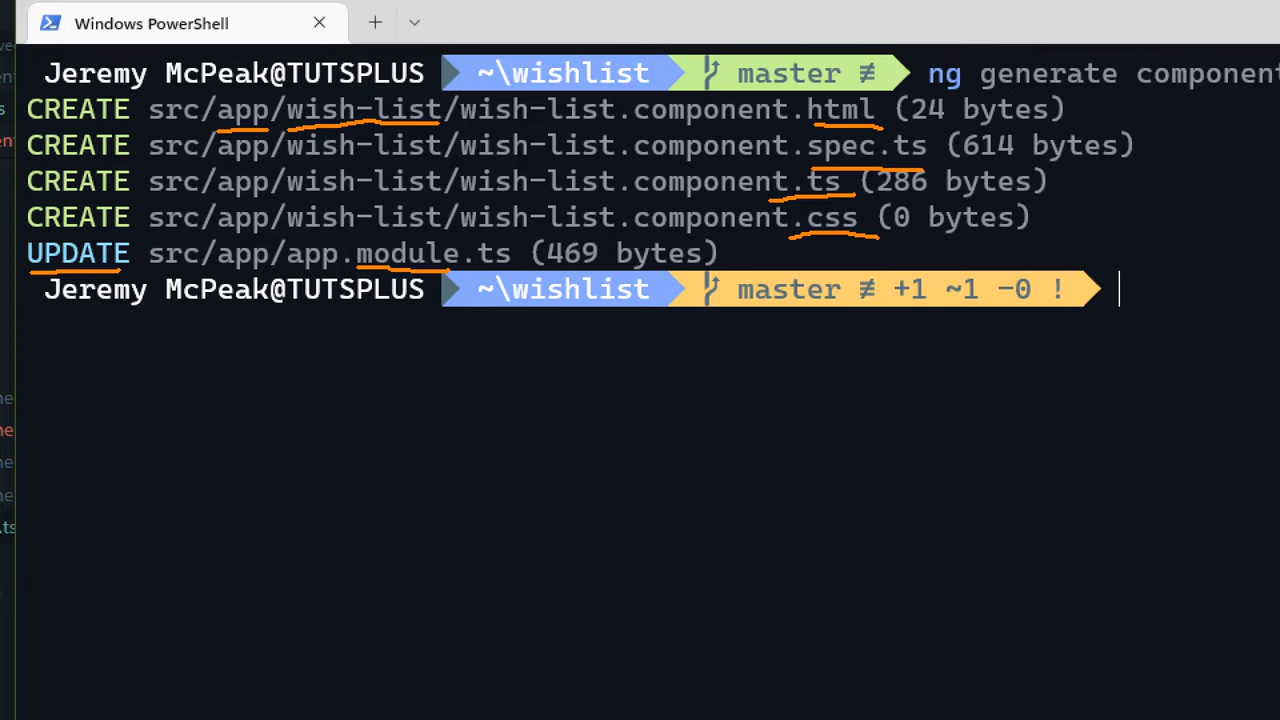 Windows PowerShell
Jeremy McPeak@TUTSPLUS ~\wishlist master ≢ ng generate component
CREATE src/app/wish-list/wish-list.component.html (24 bytes)
CREATE src/app/wish-list/wish-list.component.spec.ts (614 bytes)
CREATE src/app/wish-list/wish-list.component.ts (286 bytes)
CREATE src/app/wish-list/wish-list.component.css (0 bytes)
UPDATE src/app/app.module.ts (469 bytes)
Jeremy McPeak@TUTSPLUS ~\wishlist master ≢ +1 ~1 -0 !